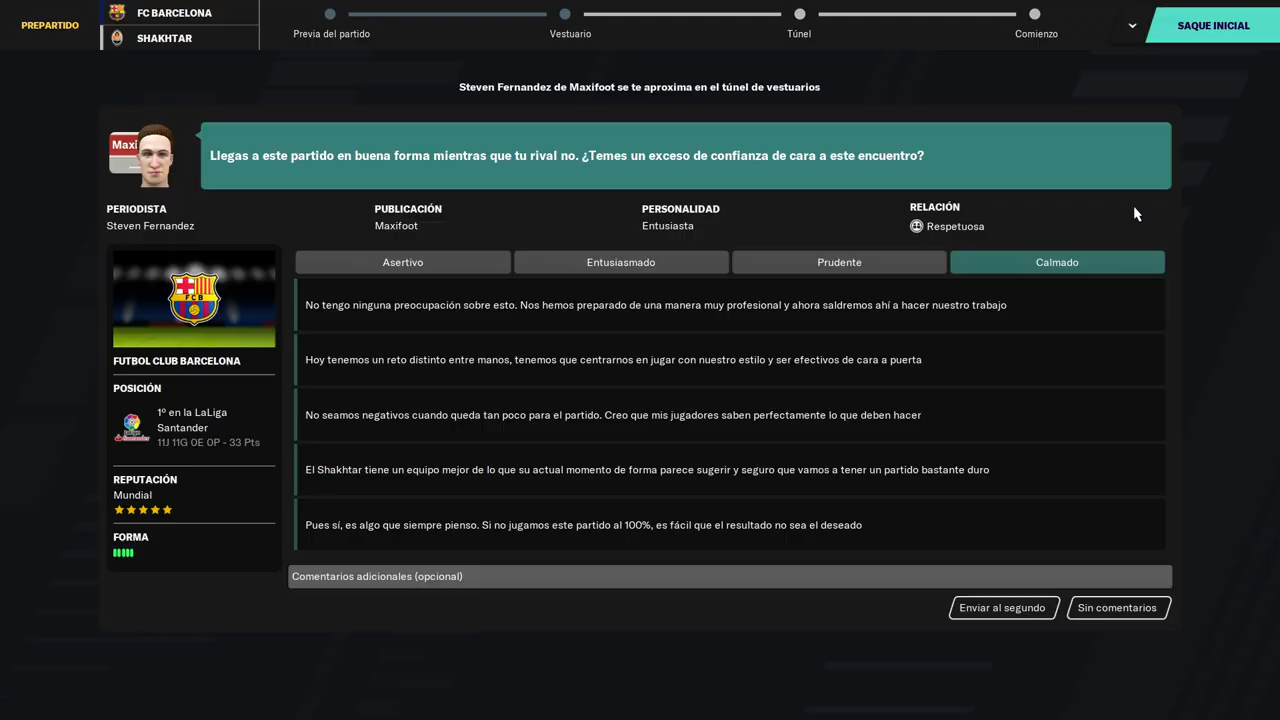 PREPARTIDO
FC BARCELONA
SHAKHTAR
Previa del partido
Vestuario
Túnel
Comienzo
SAQUE INICIAL
Steven Fernandez de Maxifoot se te aproxima en el túnel de vestuarios
Maxi
Llegas a este partido en buena forma mientras que tu rival no. ¿Temes un exceso de confianza de cara a este encuentro?
PERIODISTA
Steven Fernandez
PUBLICACIÓN
Maxifoot
PERSONALIDAD
Entusiasta
RELACIÓN
Respetuosa
FCB
FUTBOL CLUB BARCELONA
POSICIÓN
1º en la LaLiga
Santander
11J 11G 0E 0P - 33 Pts
REPUTACIÓN
Mundial
FORMA
Asertivo
Entusiasmado
Prudente
Calmado
No tengo ninguna preocupación sobre esto. Nos hemos preparado de una manera muy profesional y ahora saldremos ahí a hacer nuestro trabajo
Hoy tenemos un reto distinto entre manos, tenemos que centrarnos en jugar con nuestro estilo y ser efectivos de cara a puerta
No seamos negativos cuando queda tan poco para el partido. Creo que mis jugadores saben perfectamente lo que deben hacer
El Shakhtar tiene un equipo mejor de lo que su actual momento de forma parece sugerir y seguro que vamos a tener un partido bastante duro
Pues sí, es algo que siempre pienso. Si no jugamos este partido al 100%, es fácil que el resultado no sea el deseado
Comentarios adicionales (opcional)
Enviar al segundo
Sin comentarios